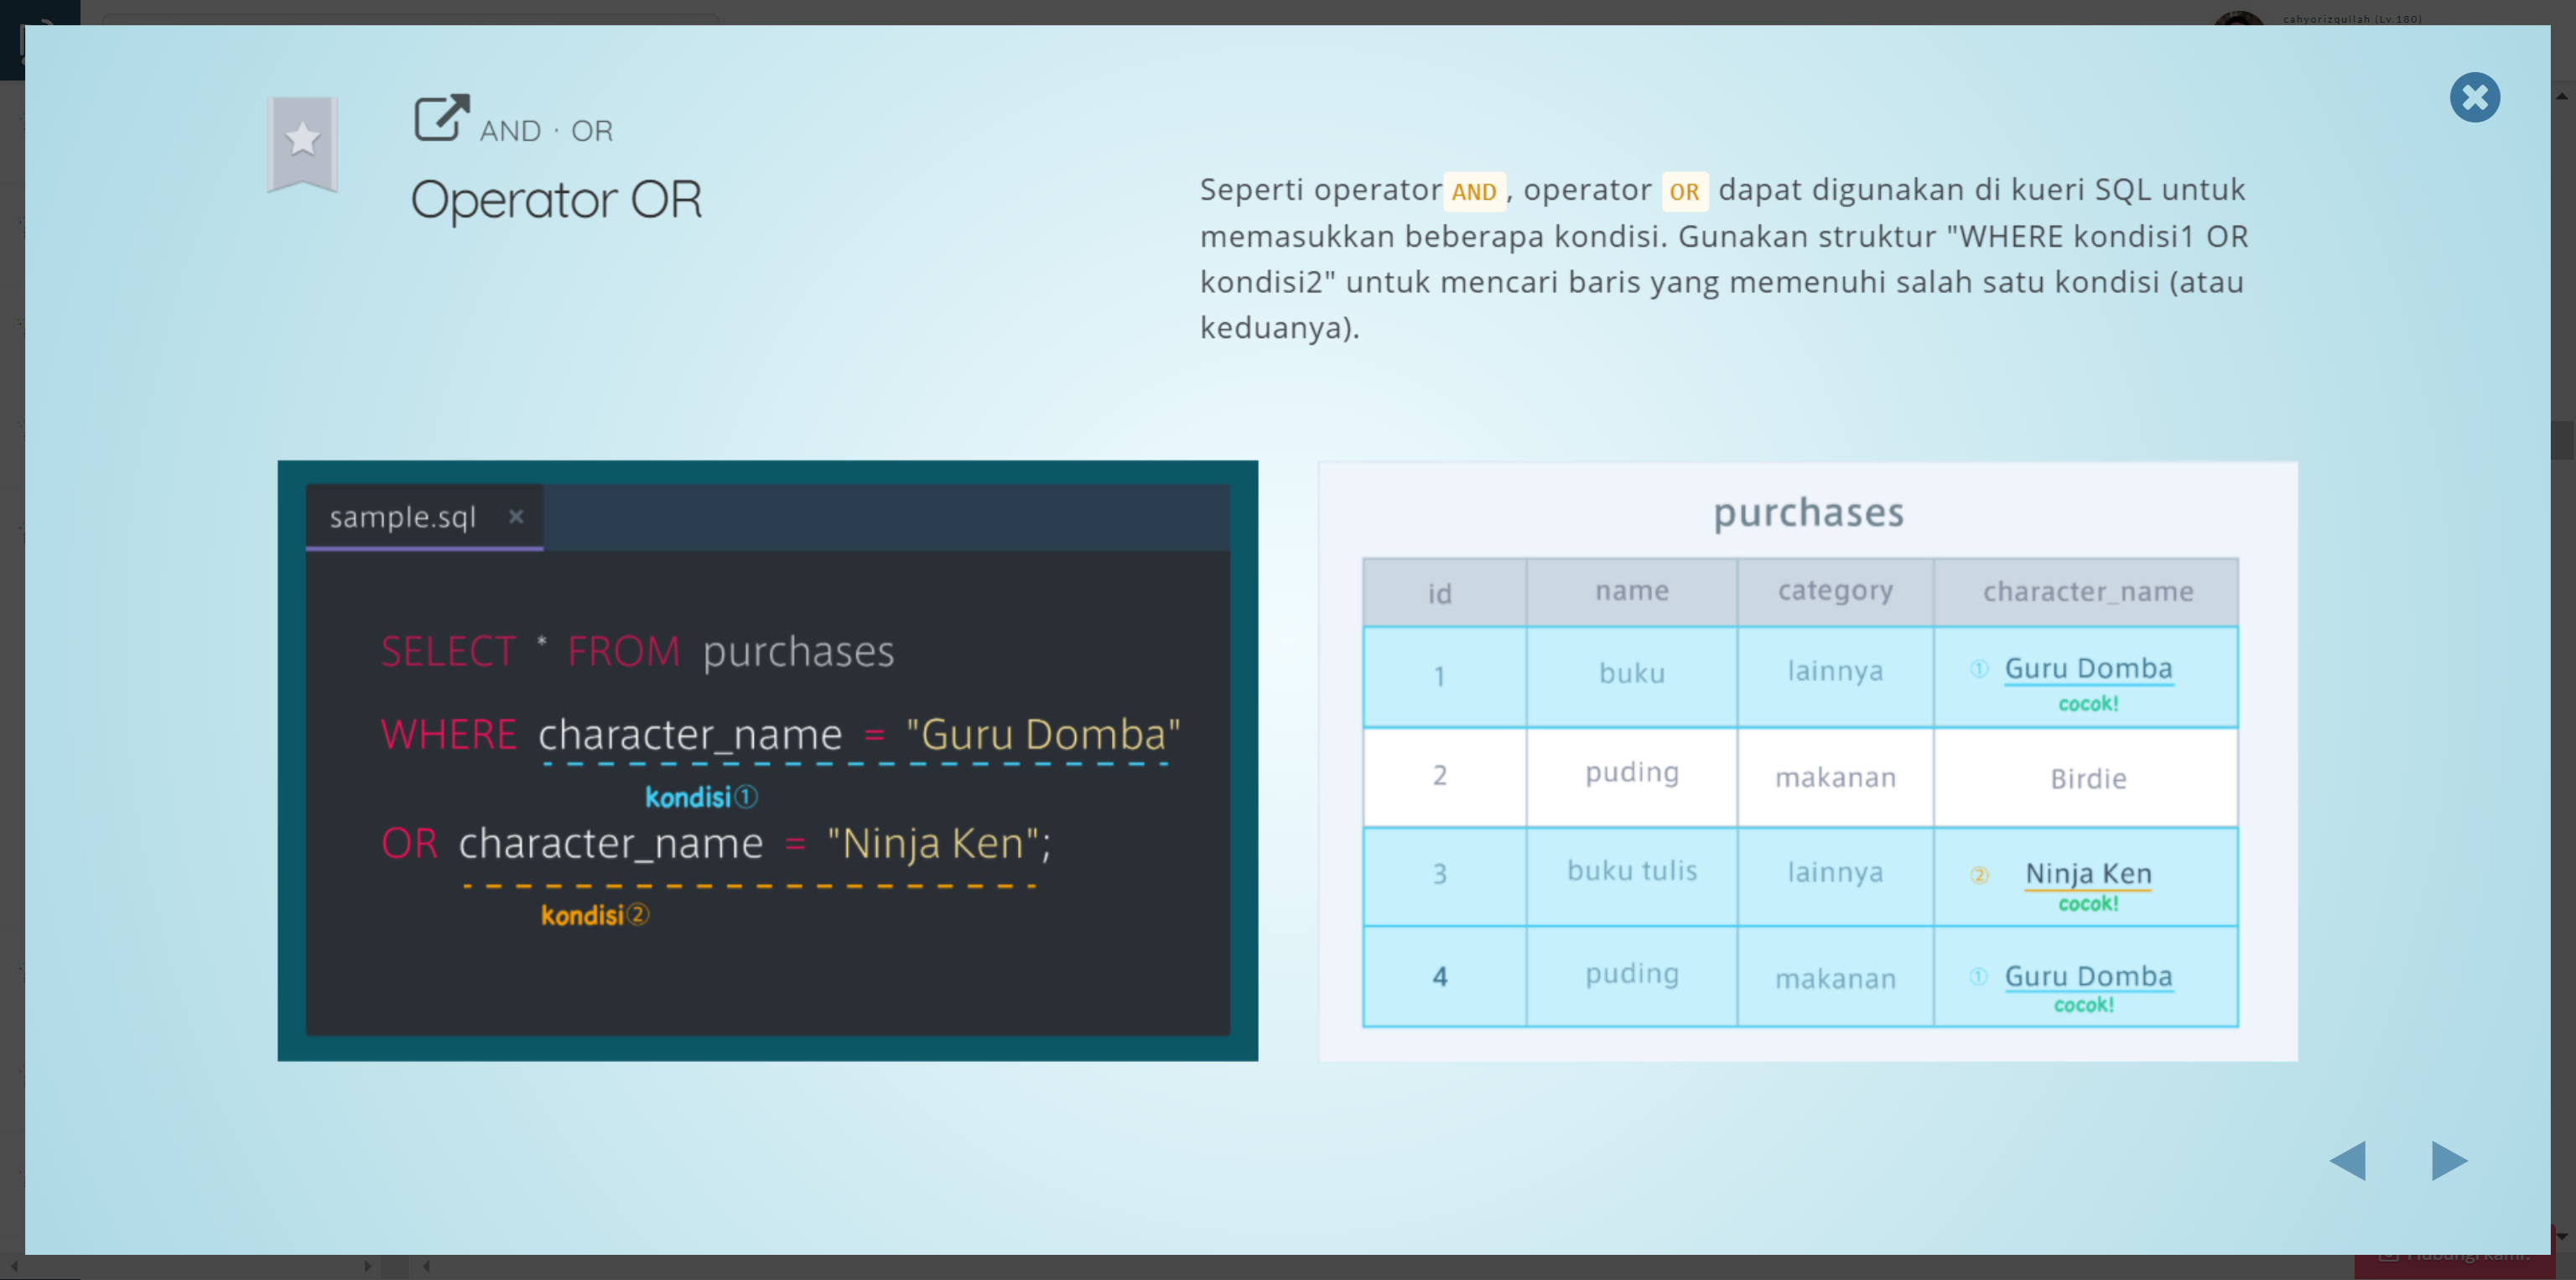 cahyorizqullah (Lv.180)
AND · OR
Operator OR
Seperti operator AND, operator OR dapat digunakan di kueri SQL untuk
memasukkan beberapa kondisi. Gunakan struktur "WHERE kondisi1 OR
kondisi2" untuk mencari baris yang memenuhi salah satu kondisi (atau
keduanya).
sample.sql ×
SELECT * FROM purchases
WHERE character_name = "Guru Domba"
kondisi①
OR character_name = "Ninja Ken";
kondisi②
purchases
id name category character_name
1 buku lainnya ① Guru Domba
cocok!
2 puding makanan Birdie
3 buku tulis lainnya ② Ninja Ken
cocok!
4 puding makanan ① Guru Domba
cocok!
Hubungi kami!